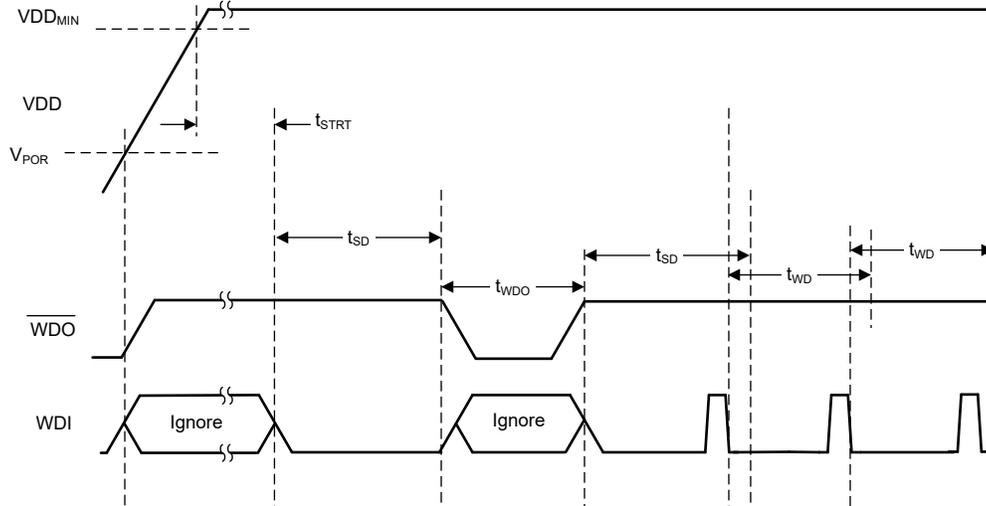 VDDMIN
VDD
tSTRT
VPOR
tSD
tSD
tWD
tWD
tWDO
WDO
WDI
Ignore
Ignore